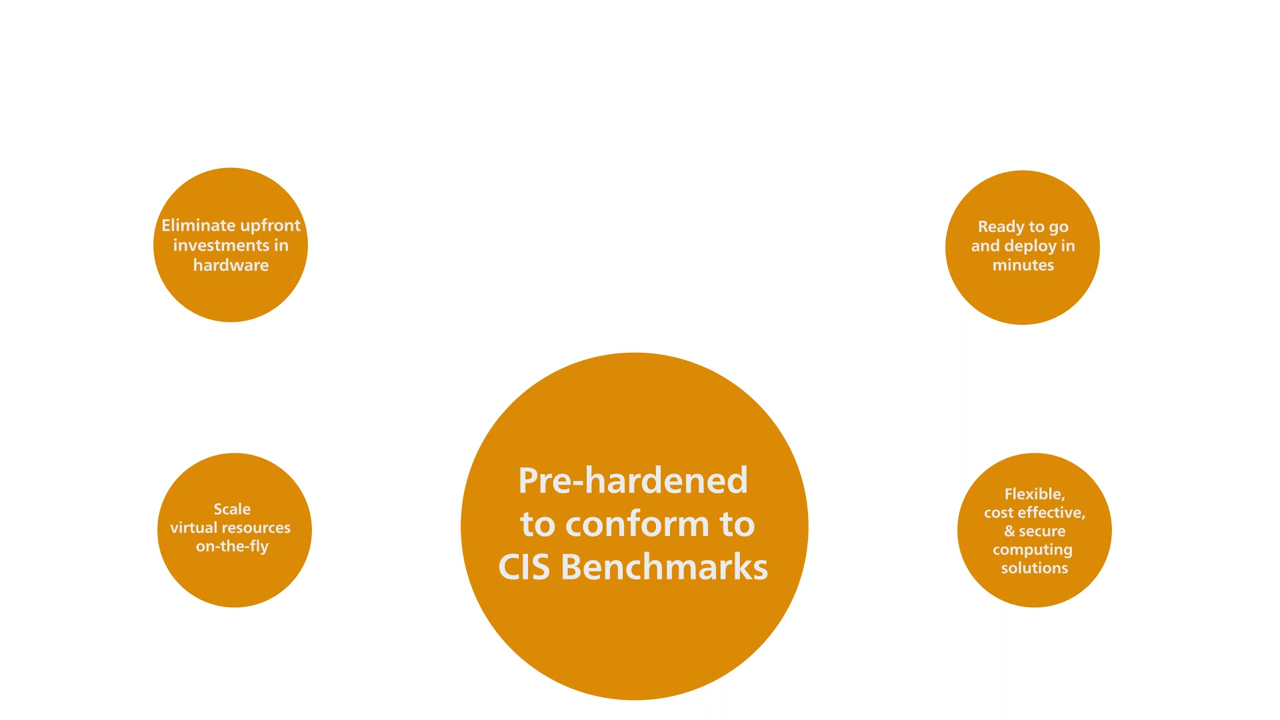 Eliminate upfront
investments in
hardware
Ready to go
and deploy in
minutes
Pre-hardened
to conform to
CIS Benchmarks
Scale
virtual resources
on-the-fly
Flexible,
cost effective,
& secure
computing
solutions